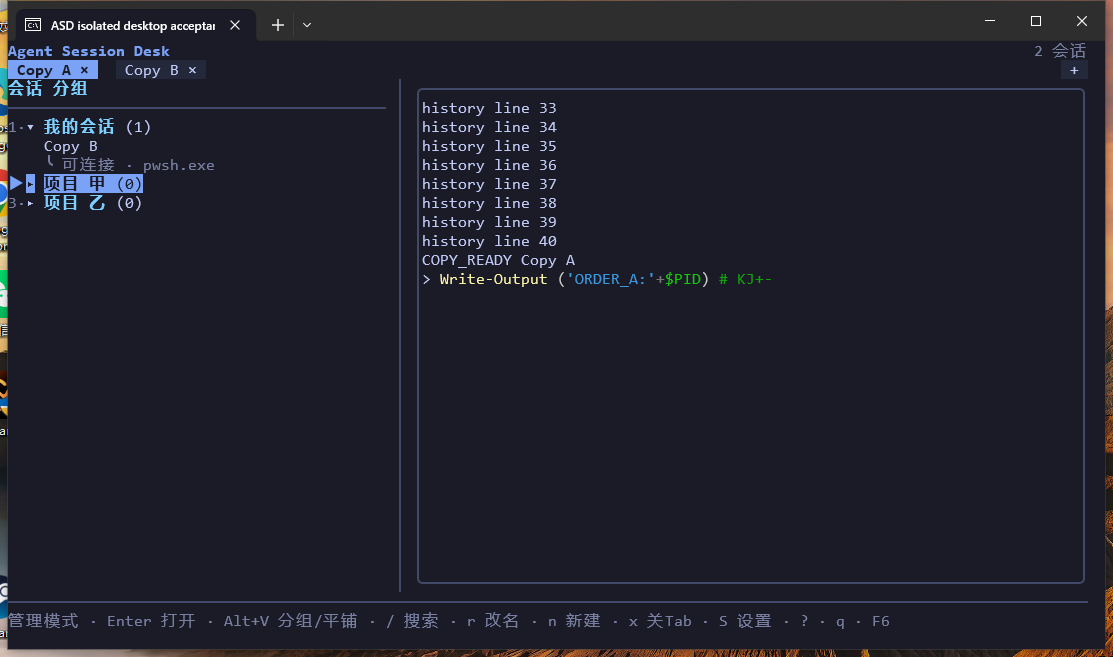 ASD isolated desktop acceptar
Agent Session Desk
2 会话
Copy A ×
Copy B ×
+
会话 分组
1·▾ 我的会话 (1)
Copy B
╰ 可连接 · pwsh.exe
▶▸ 项目 甲 (0)
3·▸ 项目 乙 (0)
history line 33
history line 34
history line 35
history line 36
history line 37
history line 38
history line 39
history line 40
COPY_READY Copy A
> Write-Output ('ORDER_A:'+$PID) # KJ+-
管理模式 · Enter 打开 · Alt+V 分组/平铺 · / 搜索 · r 改名 · n 新建 · x 关Tab · S 设置 · ? · q · F6